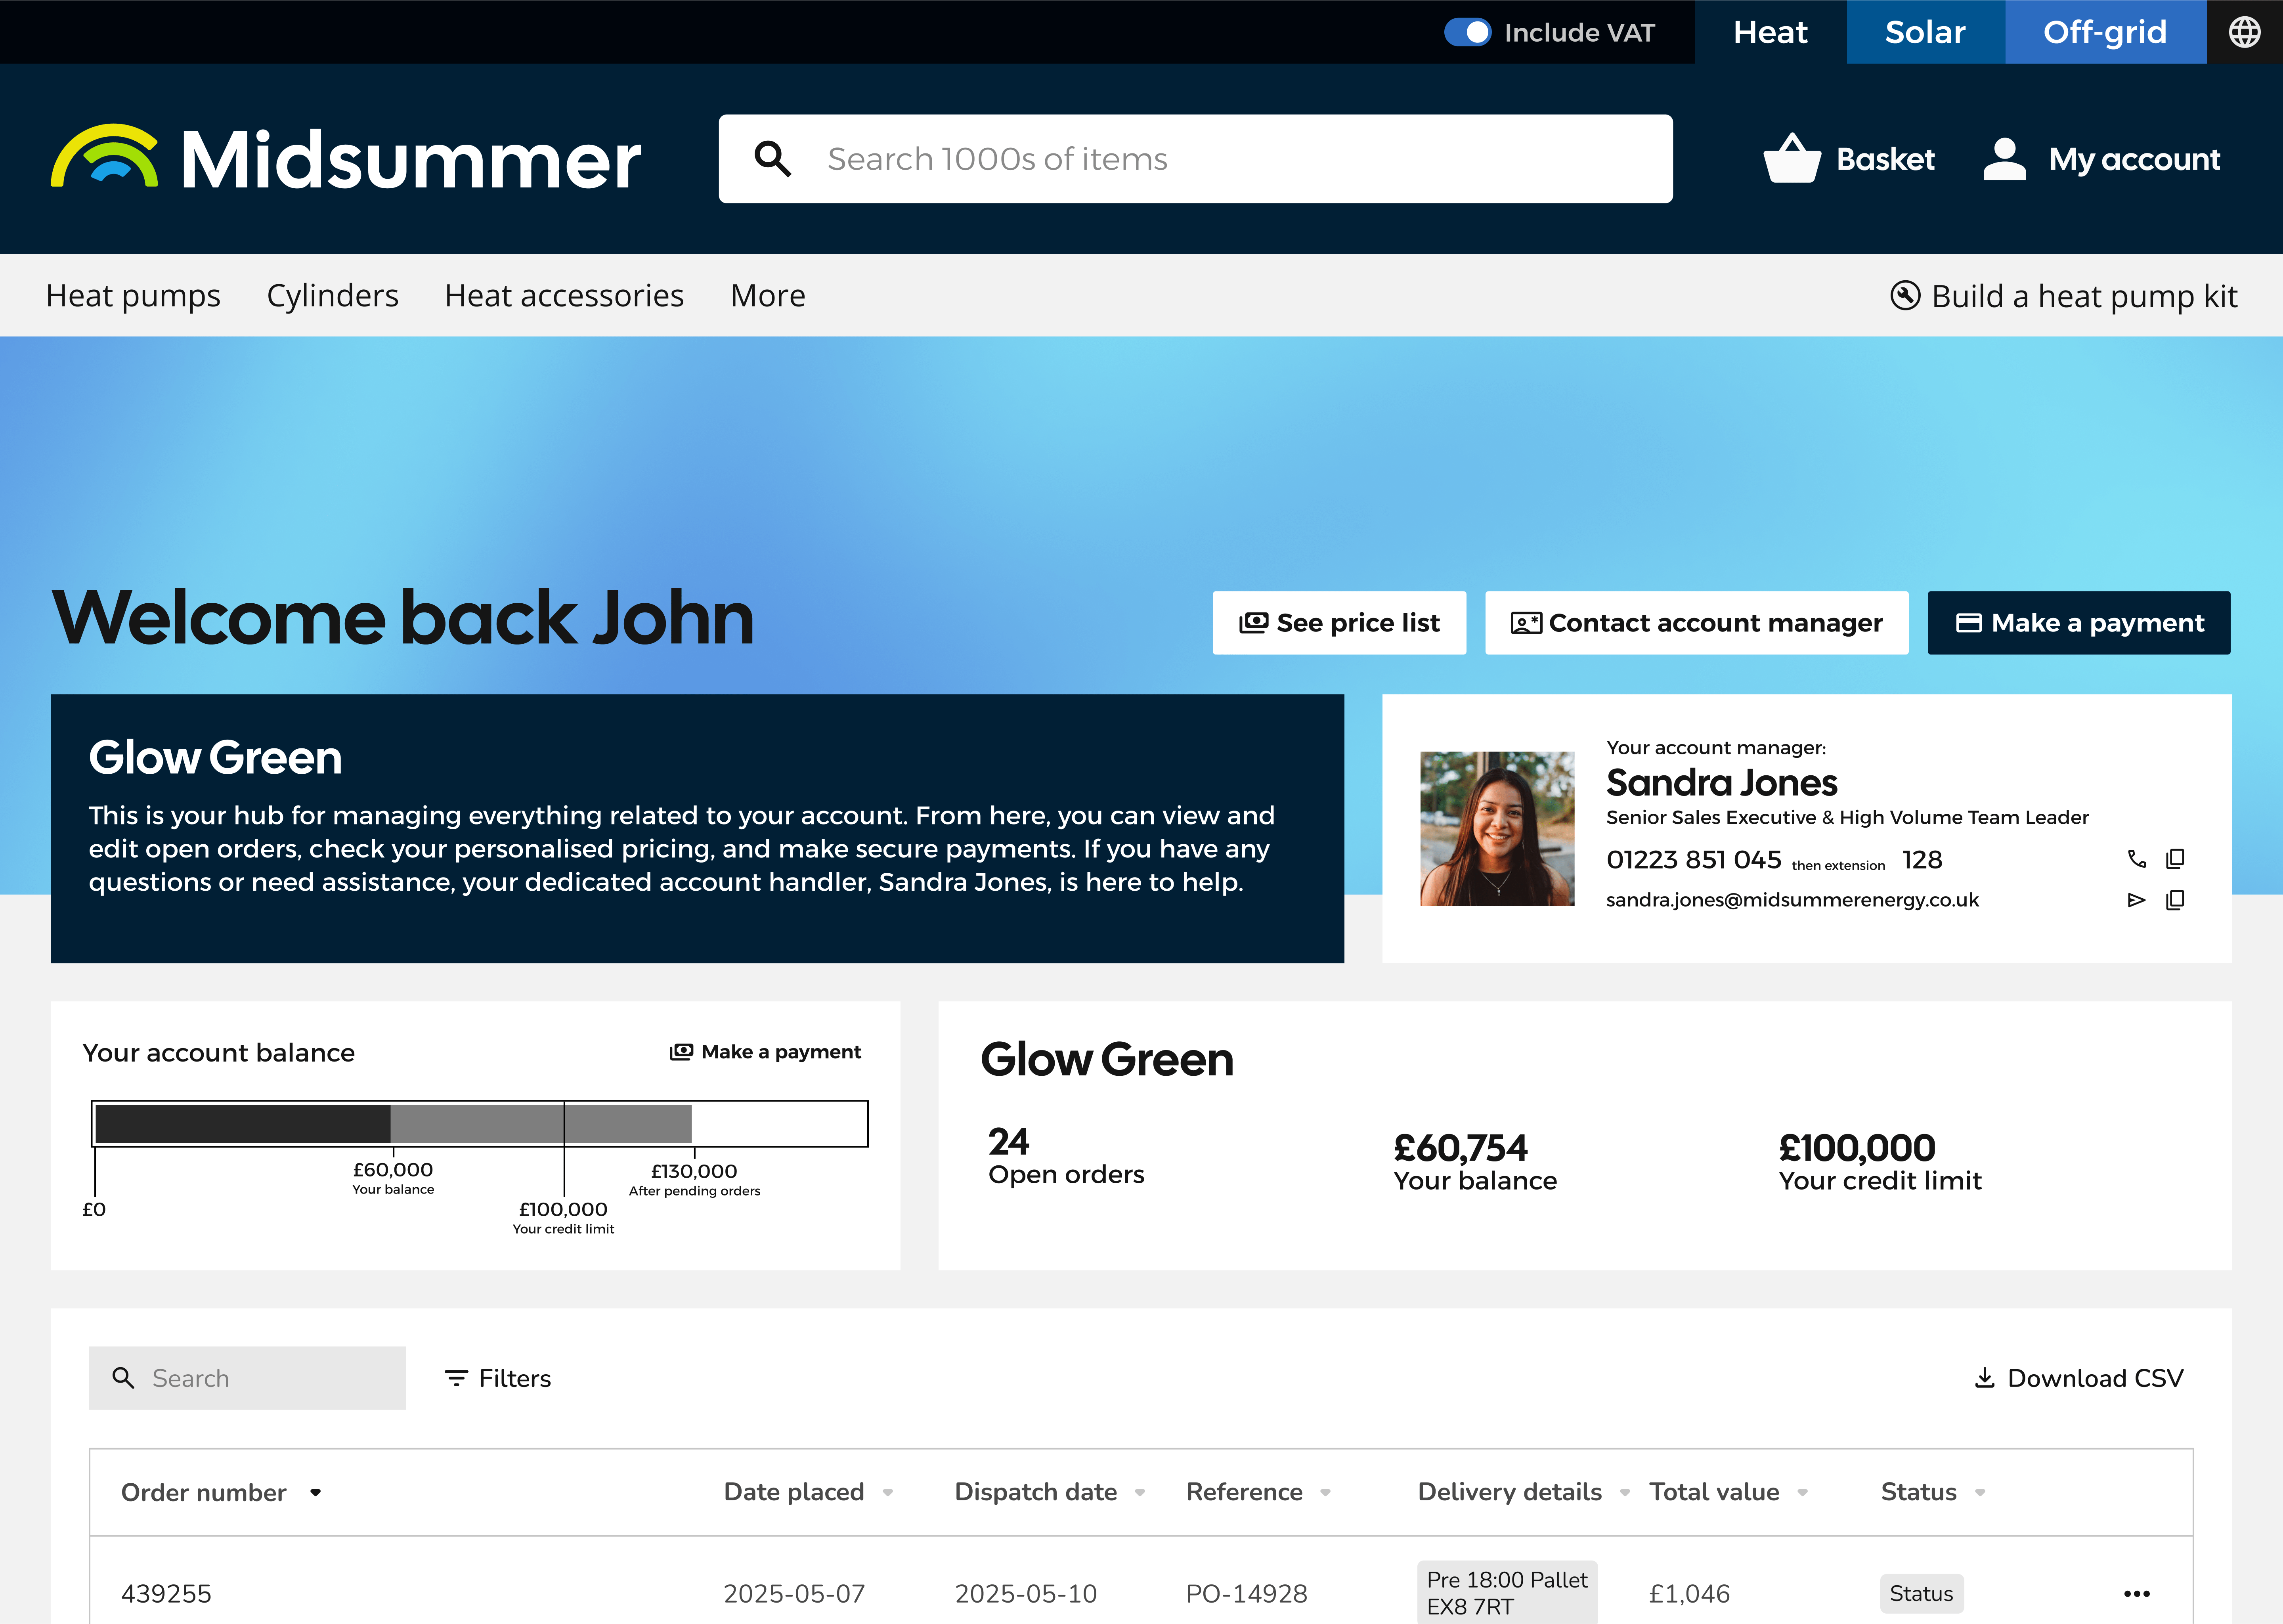 Include VAT
Heat
Solar
Off-grid
Midsummer
Search 1000s of items
Basket
My account
Heat pumps
Cylinders
Heat accessories
More
Build a heat pump kit
Welcome back John
See price list
Contact account manager
Make a payment
Glow Green
This is your hub for managing everything related to your account. From here, you can view and
edit open orders, check your personalised pricing, and make secure payments. If you have any
questions or need assistance, your dedicated account handler, Sandra Jones, is here to help.
Your account manager:
Sandra Jones
Senior Sales Executive & High Volume Team Leader
01223 851 045 then extension 128
sandra.jones@midsummerenergy.co.uk
Your account balance
Make a payment
£60,000
Your balance
£130,000
After pending orders
£0
£100,000
Your credit limit
Glow Green
24
Open orders
£60,754
Your balance
£100,000
Your credit limit
Search
Filters
Download CSV
Order number
Date placed
Dispatch date
Reference
Delivery details
Total value
Status
439255
2025-05-07
2025-05-10
PO-14928
Pre 18:00 Pallet
EX8 7RT
£1,046
Status